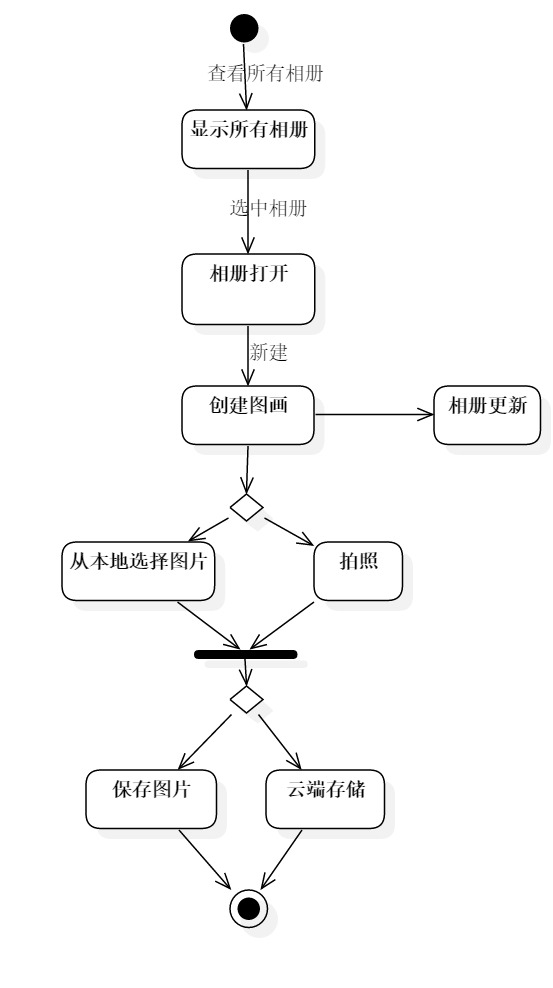 查看所有相册
显示所有相册
选中相册
相册打开
新建
创建图画
相册更新
从本地选择图片
拍照
保存图片
云端存储